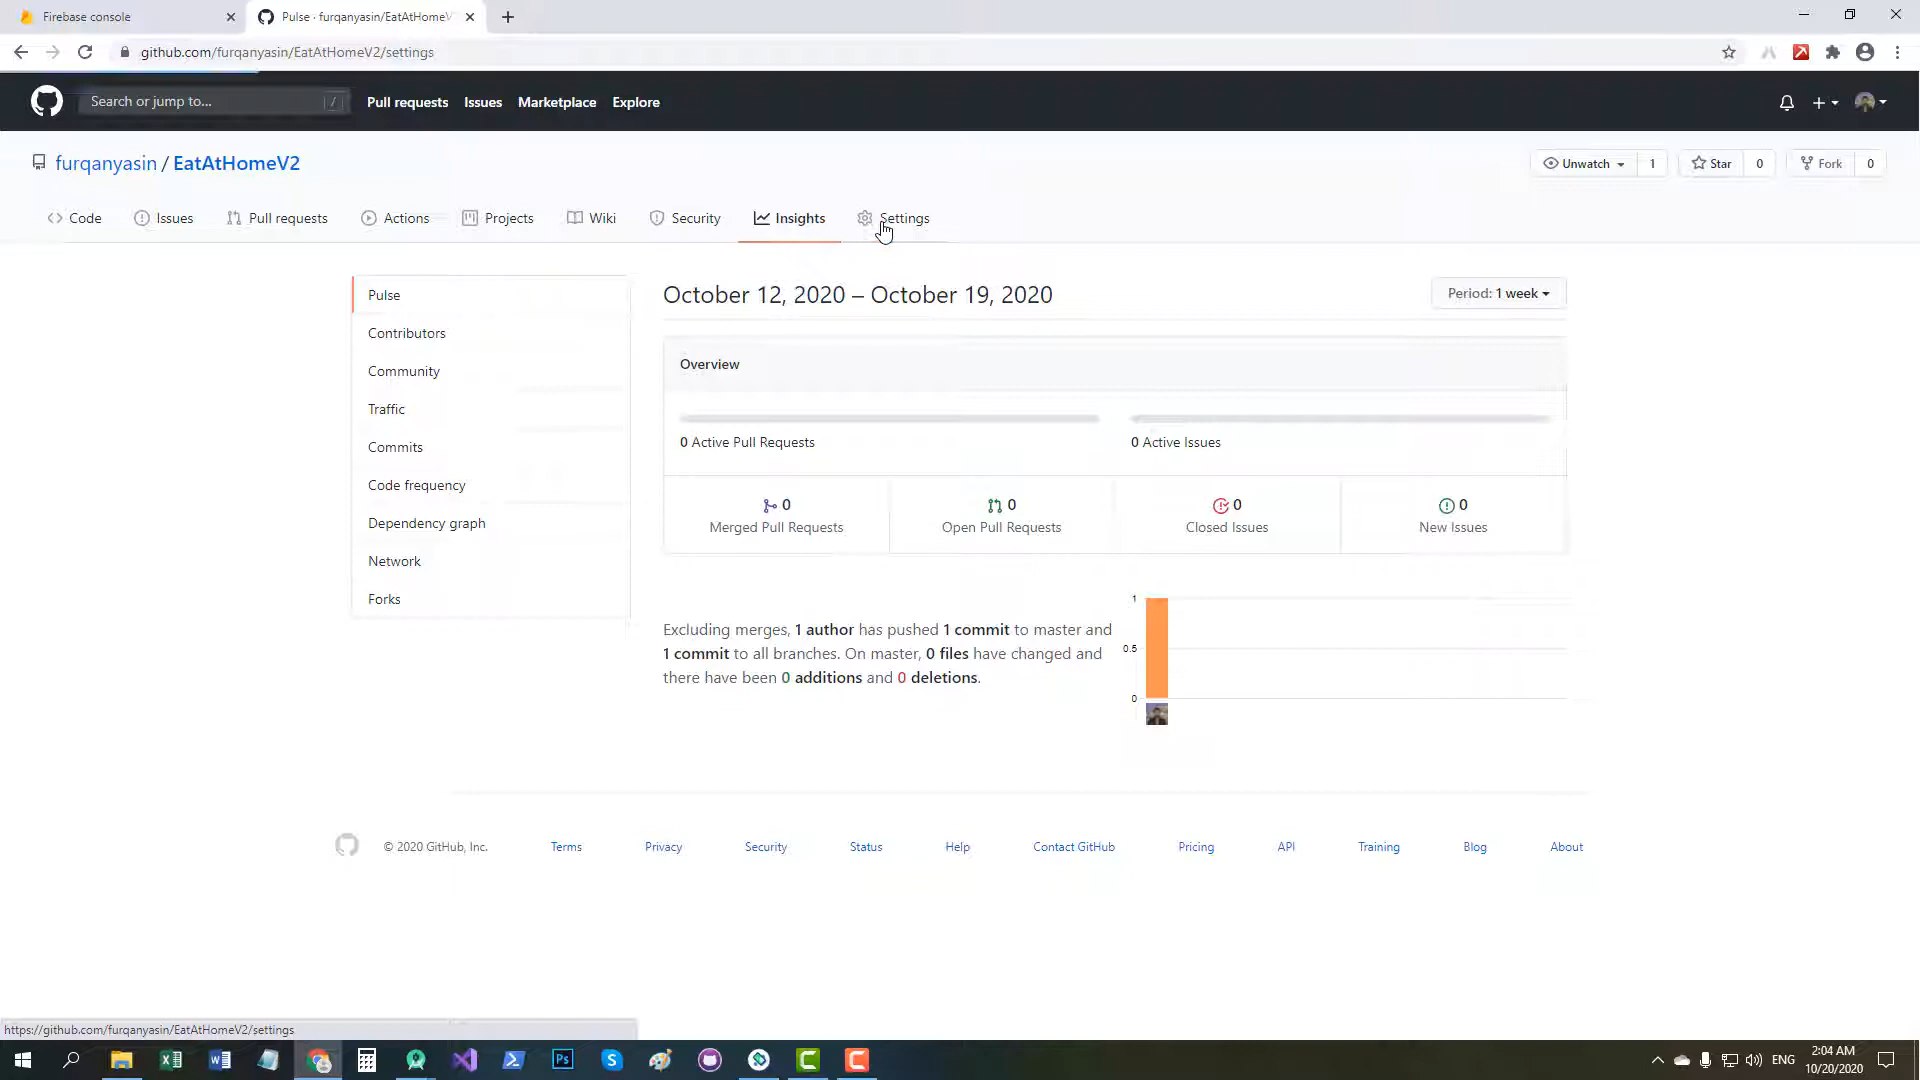 Firebase console
Pulse · furqanyasin/EatAtHomeV
github.com/furqanyasin/EatAtHomeV2/settings
Search or jump to...
/
Pull requests
Issues
Marketplace
Explore
furqanyasin / EatAtHomeV2
Unwatch
1
Star
0
Fork
0
Code
Issues
Pull requests
Actions
Projects
Wiki
Security
Insights
Settings
Pulse
Contributors
Community
Traffic
Commits
Code frequency
Dependency graph
Network
Forks
October 12, 2020 – October 19, 2020
Period: 1 week
Overview
0 Active Pull Requests
0 Active Issues
0
Merged Pull Requests
0
Open Pull Requests
0
Closed Issues
0
New Issues
Excluding merges, 1 author has pushed 1 commit to master and
1 commit to all branches. On master, 0 files have changed and
there have been 0 additions and 0 deletions.
1
0.5
0
© 2020 GitHub, Inc.
Terms
Privacy
Security
Status
Help
Contact GitHub
Pricing
API
Training
Blog
About
https://github.com/furqanyasin/EatAtHomeV2/settings
ENG
2:04 AM
10/20/2020